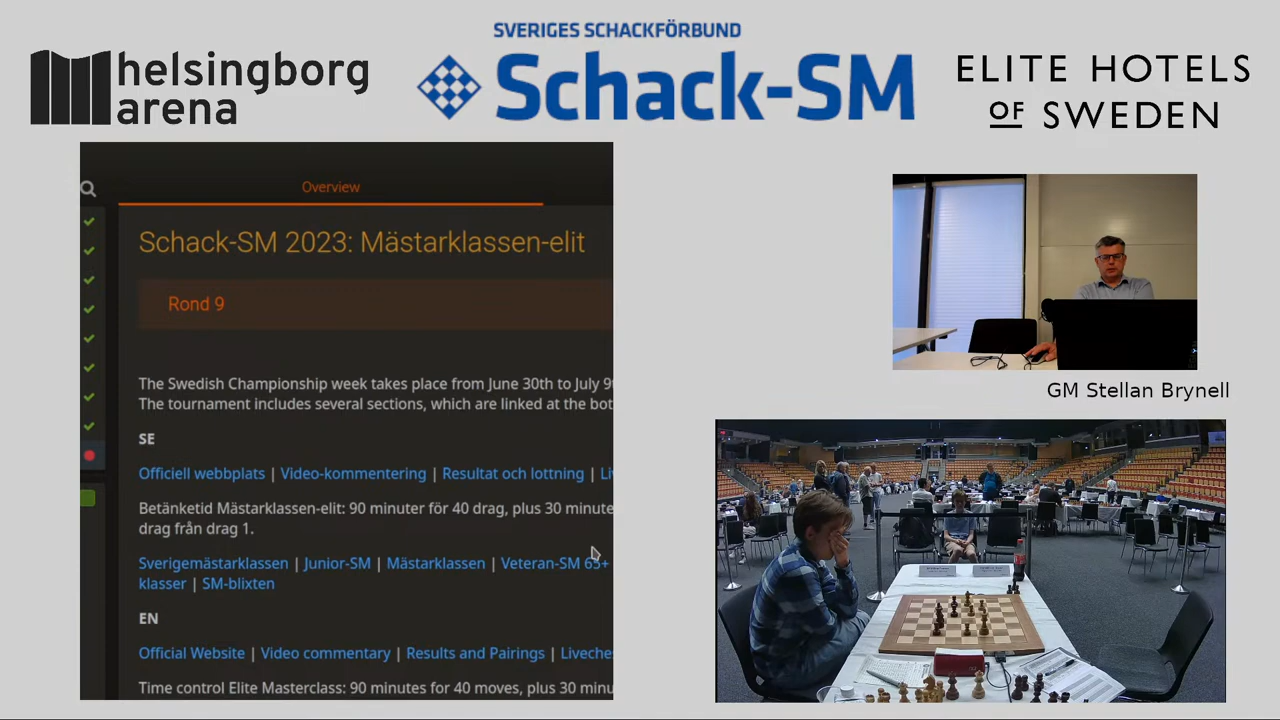 SVERIGES SCHACKFÖRBUND
helsingborg
arena
Schack-SM
ELITE HOTELS
OF SWEDEN
Overview
Schack-SM 2023: Mästarklassen-elit
Rond 9
The Swedish Championship week takes place from June 30th to July 9t
The tournament includes several sections, which are linked at the bot
SE
Officiell webbplats | Video-kommentering | Resultat och lottning | Li
Betänketid Mästarklassen-elit: 90 minuter för 40 drag, plus 30 minute
drag från drag 1.
Sverigemästarklassen | Junior-SM | Mästarklassen | Veteran-SM 65+
klasser | SM-blixten
EN
Official Website | Video commentary | Results and Pairings | Liveche
Time control Elite Masterclass: 90 minutes for 40 moves, plus 30 minu
GM Stellan Brynell